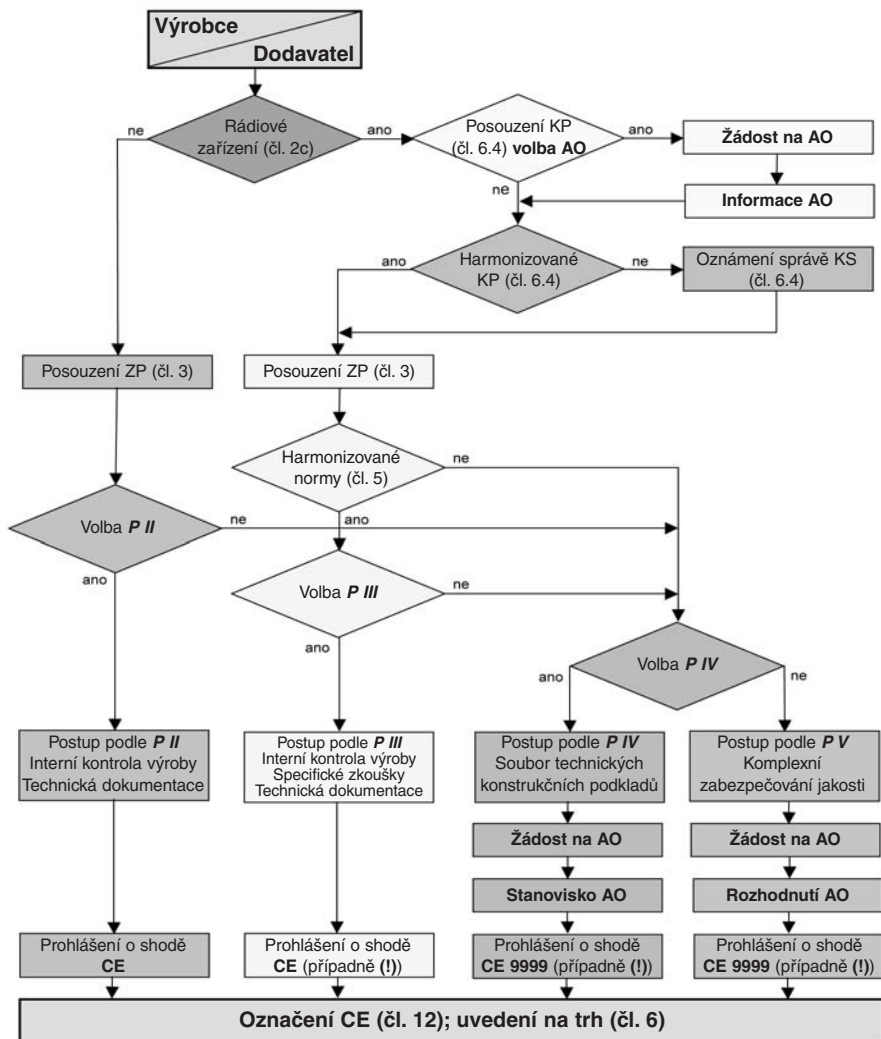 Výrobce
Dodavatel
ne
Rádiové
zařízení (čl. 2c)
ano
Posouzení KP
(čl. 6.4) volba AO
ano
Žádost na AO
ne
Informace AO
ano
Harmonizované
KP (čl. 6.4)
ne
Oznámení správě KS
(čl. 6.4)
Posouzení ZP (čl. 3)
Posouzení ZP (čl. 3)
Harmonizované
normy (čl. 5)
ne
Volba P II
ne
ano
ano
Volba P III
ne
ano
Volba P IV
ano
ne
Postup podle P II
Interní kontrola výroby
Technická dokumentace
Postup podle P III
Interní kontrola výroby
Specifické zkoušky
Technická dokumentace
Postup podle P IV
Soubor technických
konstrukčních podkladů
Postup podle P V
Komplexní
zabezpečování jakosti
Žádost na AO
Žádost na AO
Stanovisko AO
Rozhodnutí AO
Prohlášení o shodě
CE
Prohlášení o shodě
CE (případně (!))
Prohlášení o shodě
CE 9999 (případně (!))
Prohlášení o shodě
CE 9999 (případně (!))
Označení CE (čl. 12); uvedení na trh (čl. 6)